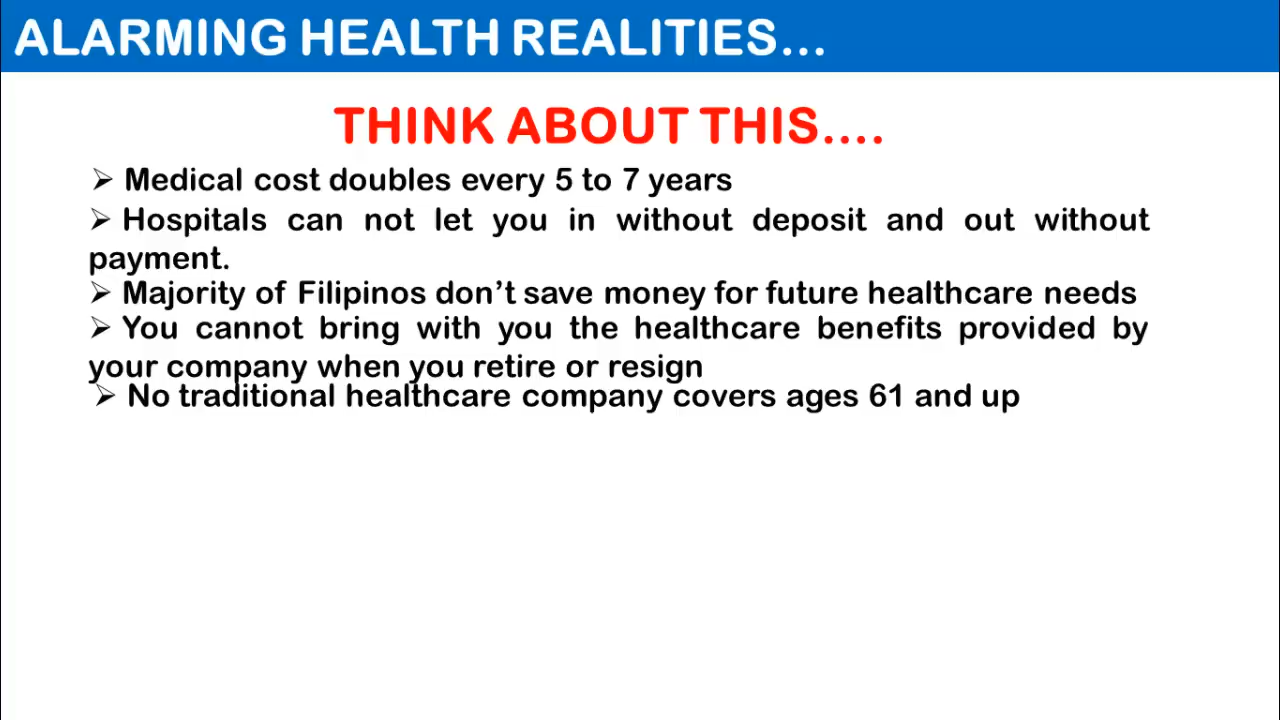 ALARMING HEALTH REALITIES...
THINK ABOUT THIS....
➢ Medical cost doubles every 5 to 7 years
➢ Hospitals can not let you in without deposit and out without
payment.
➢ Majority of Filipinos don’t save money for future healthcare needs
➢ You cannot bring with you the healthcare benefits provided by
your company when you retire or resign
➢ No traditional healthcare company covers ages 61 and up